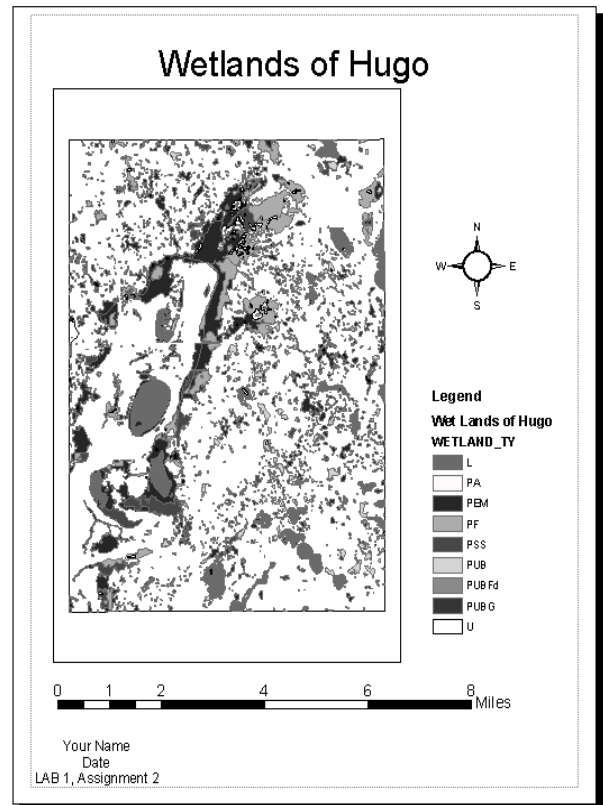 Wetlands of Hugo
N
W E
S
Legend
Wet Lands of Hugo
WETLAND_TY
L
PA
PEM
PF
PSS
PUB
PUBFd
PUBG
U
0 1 2 4 6 8
Miles
Your Name
Date
LAB 1, Assignment 2